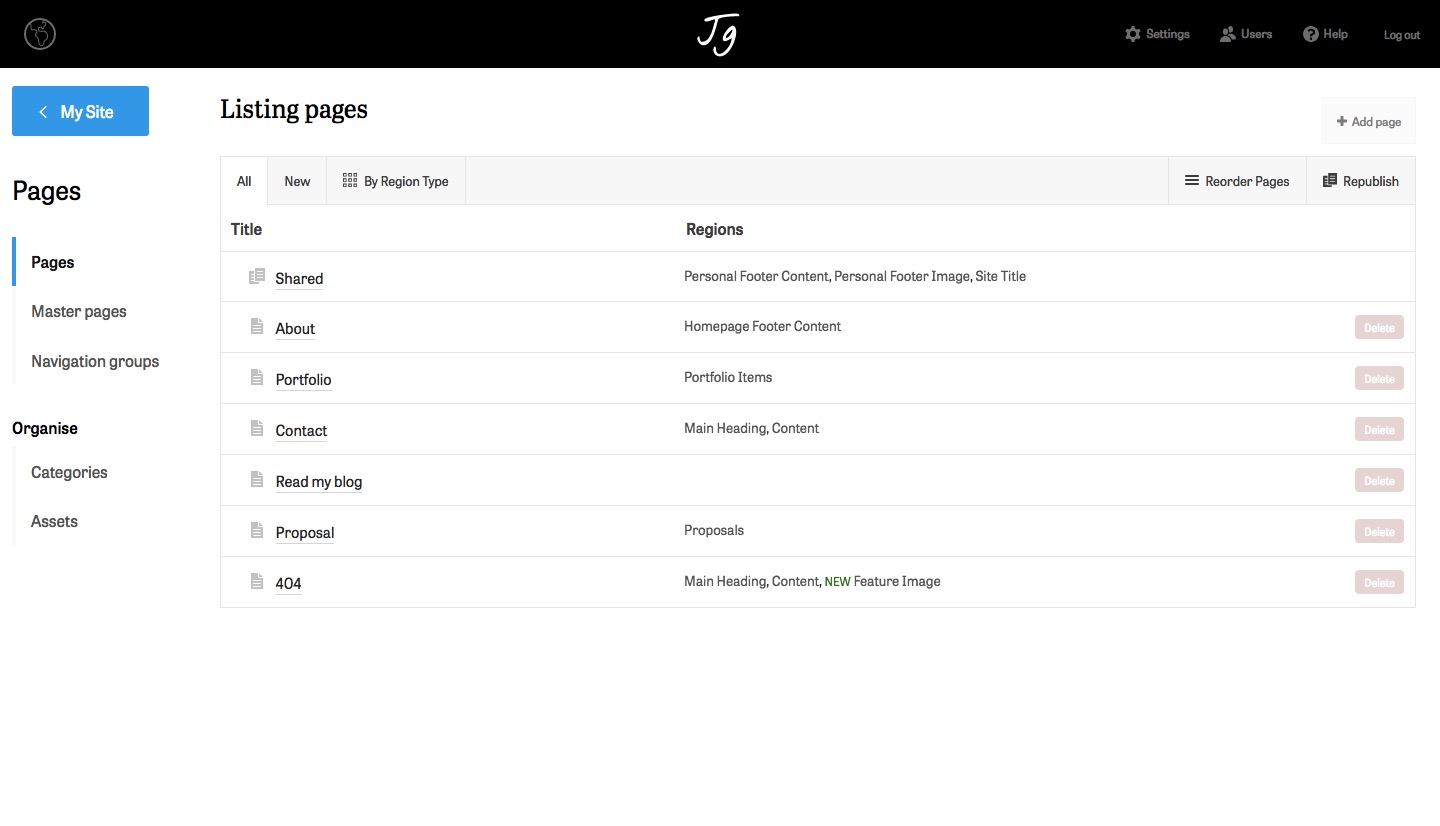 Jg
Settings Users Help Log out
My Site
Listing pages
+ Add page
Pages
All New By Region Type Reorder Pages Republish
Title Regions
Pages
Master pages
Navigation groups
Organise
Categories
Assets
Shared Personal Footer Content, Personal Footer Image, Site Title
About Homepage Footer Content Delete
Portfolio Portfolio Items Delete
Contact Main Heading, Content Delete
Read my blog Delete
Proposal Proposals Delete
404 Main Heading, Content, NEW Feature Image Delete